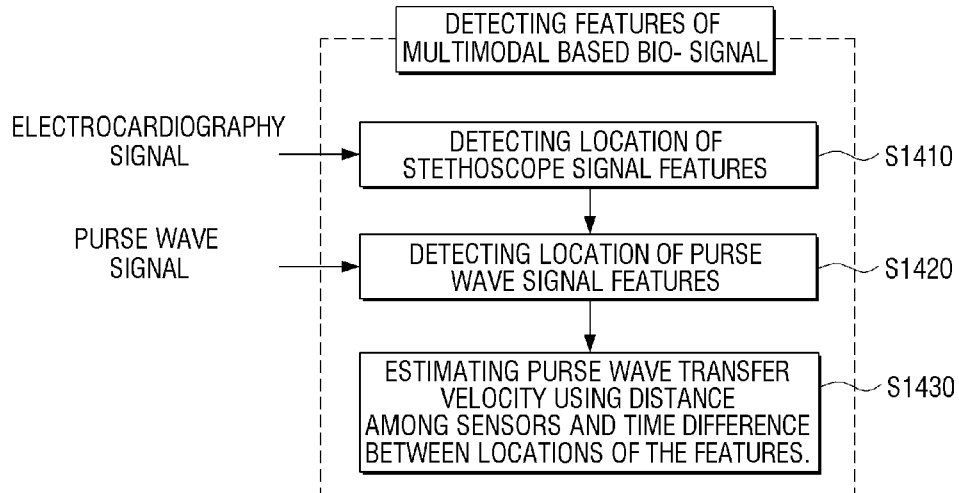 DETECTING FEATURES OF
MULTIMODAL BASED BIO- SIGNAL
ELECTROCARDIOGRAPHY
SIGNAL
DETECTING LOCATION OF
STETHOSCOPE SIGNAL FEATURES
S1410
PURSE WAVE
SIGNAL
DETECTING LOCATION OF PURSE
WAVE SIGNAL FEATURES
S1420
ESTIMATING PURSE WAVE TRANSFER
VELOCITY USING DISTANCE
AMONG SENSORS AND TIME DIFFERENCE
BETWEEN LOCATIONS OF THE FEATURES.
S1430